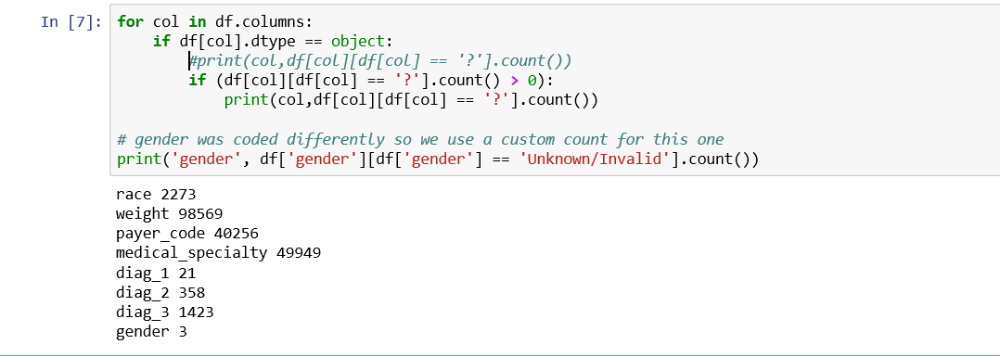 In [7]: for col in df.columns:
    if df[col].dtype == object:
        #print(col,df[col][df[col] == '?'].count())
        if (df[col][df[col] == '?'].count() > 0):
            print(col,df[col][df[col] == '?'].count())

# gender was coded differently so we use a custom count for this one
print('gender', df['gender'][df['gender'] == 'Unknown/Invalid'].count())
race 2273
weight 98569
payer_code 40256
medical_specialty 49949
diag_1 21
diag_2 358
diag_3 1423
gender 3